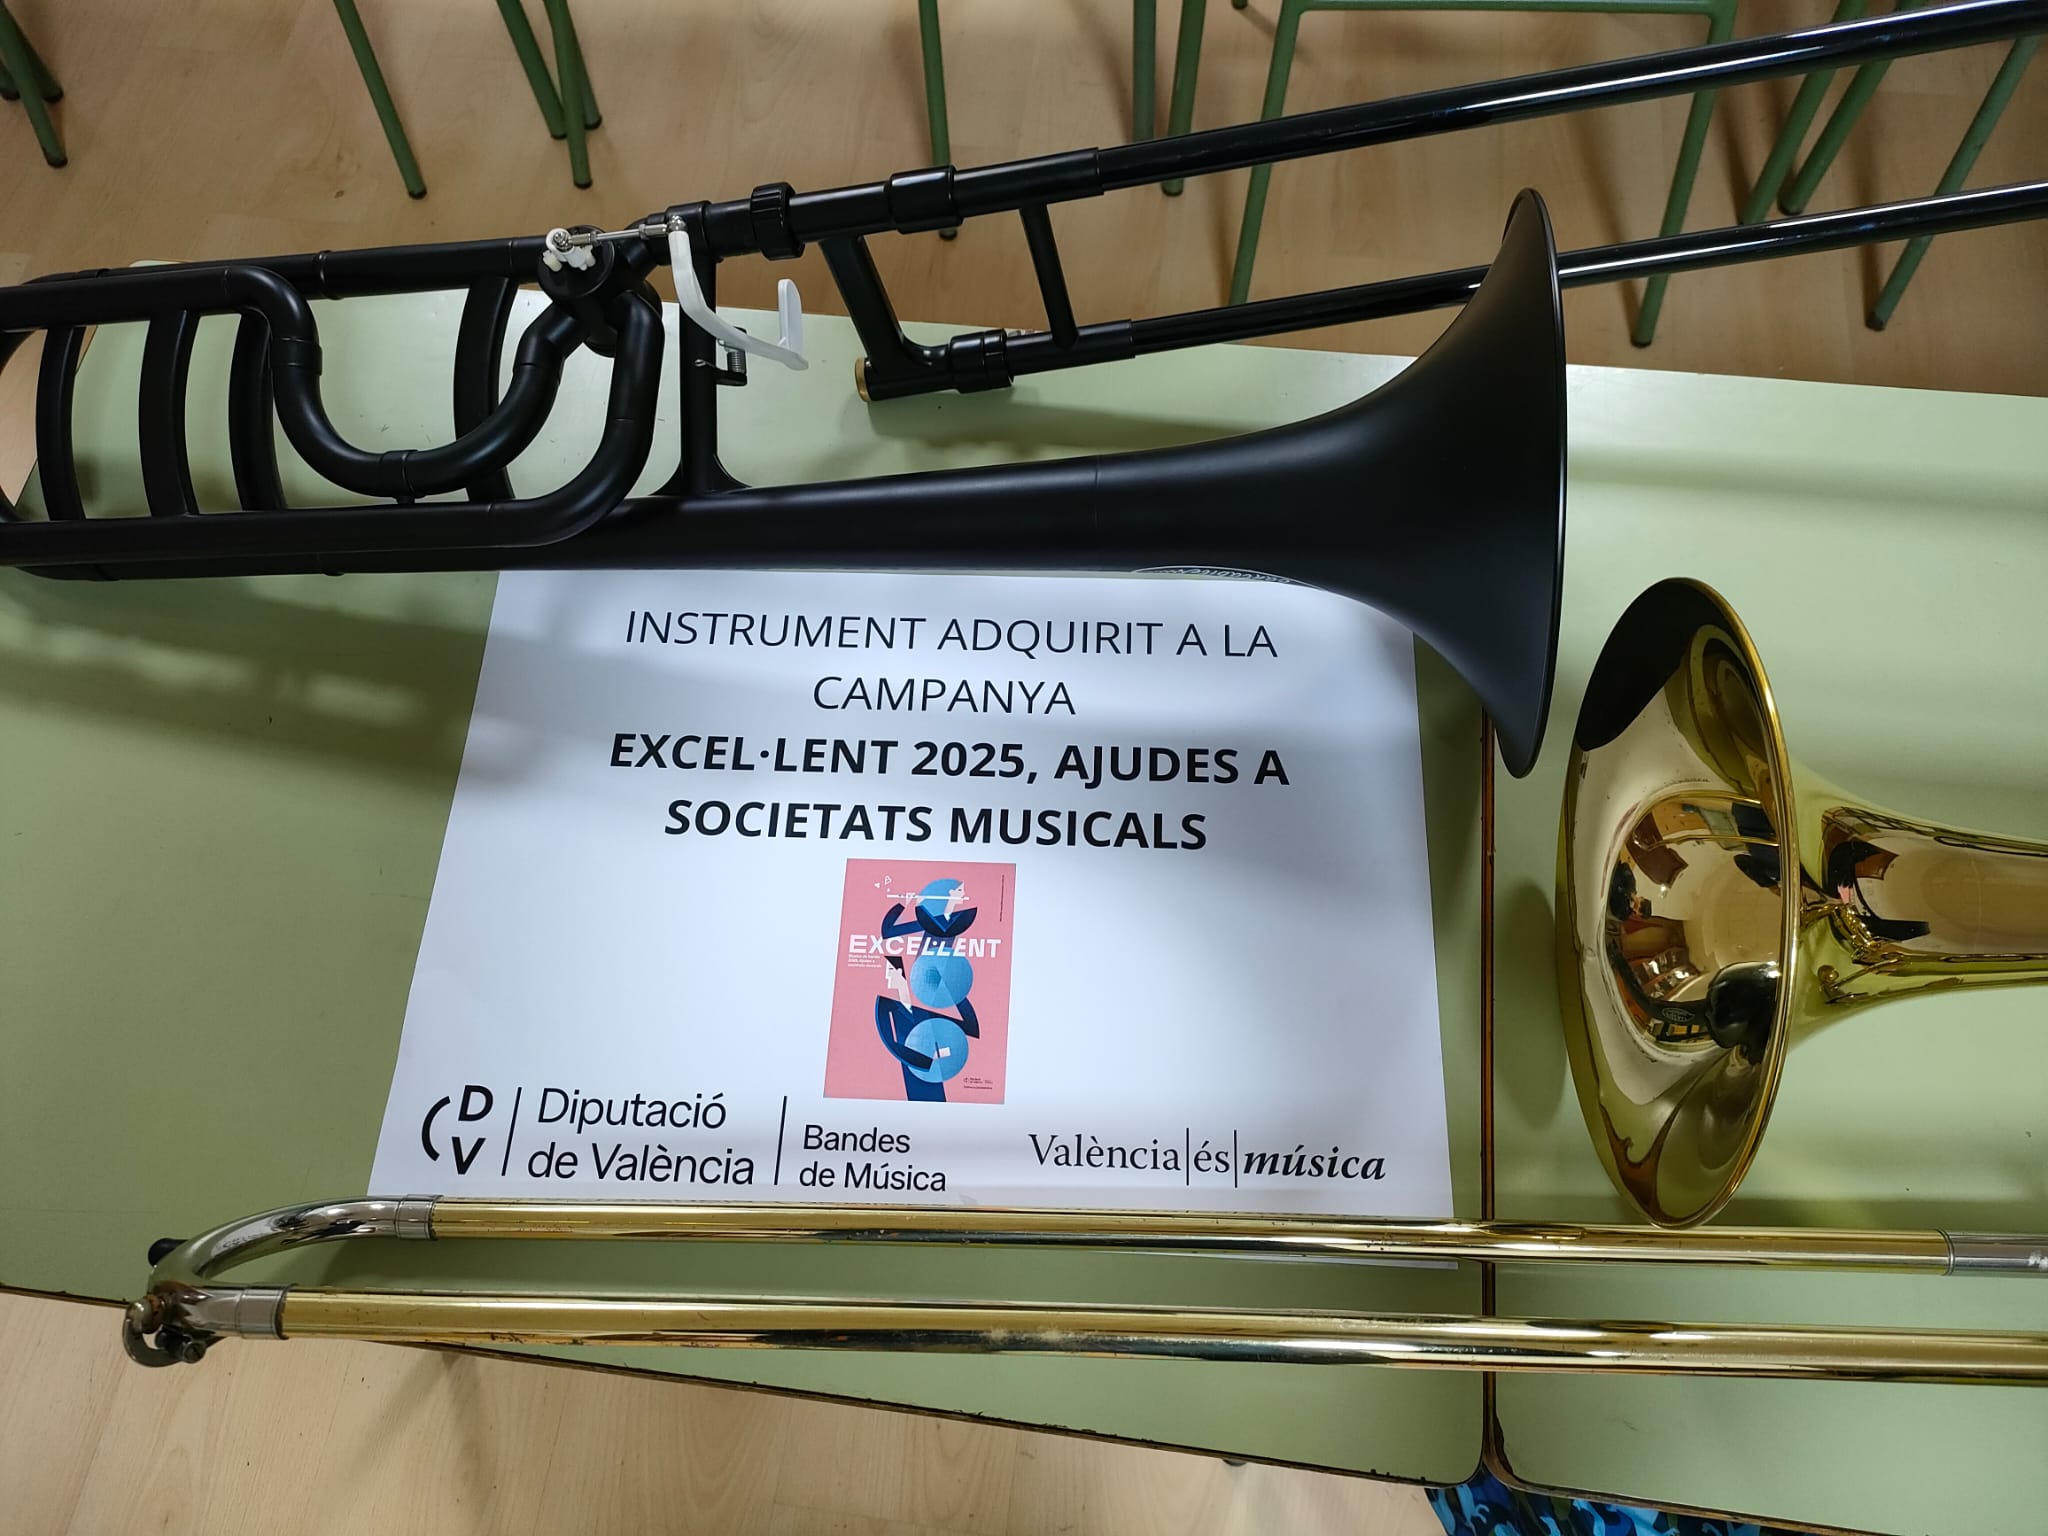 INSTRUMENT ADQUIRIT A LA
CAMPANYA
EXCEL·LENT 2025, AJUDES A
SOCIETATS MUSICALS
EXCEL·LENT
DV
Diputació
de València
Bandes
de Música
València|és|música